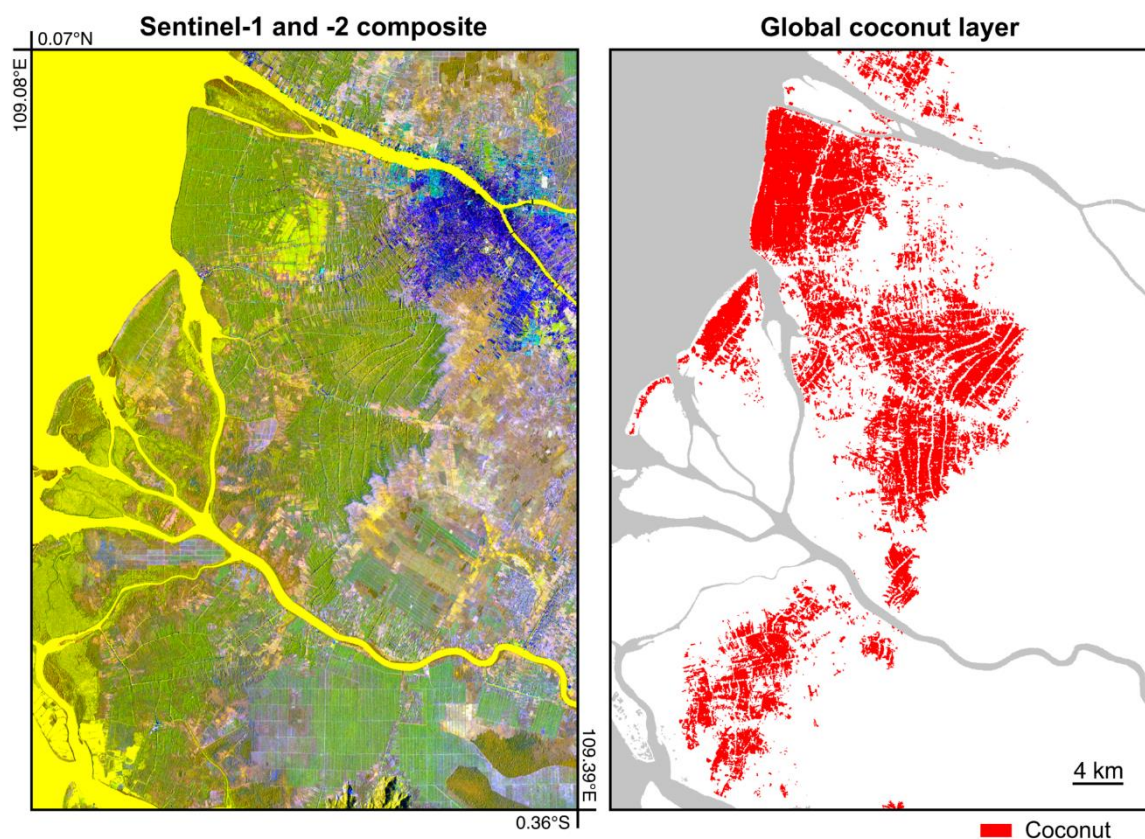 Sentinel-1 and -2 composite
Global coconut layer
0.07°N
109.08°E
109.39°E
0.36°S
4 km
Coconut